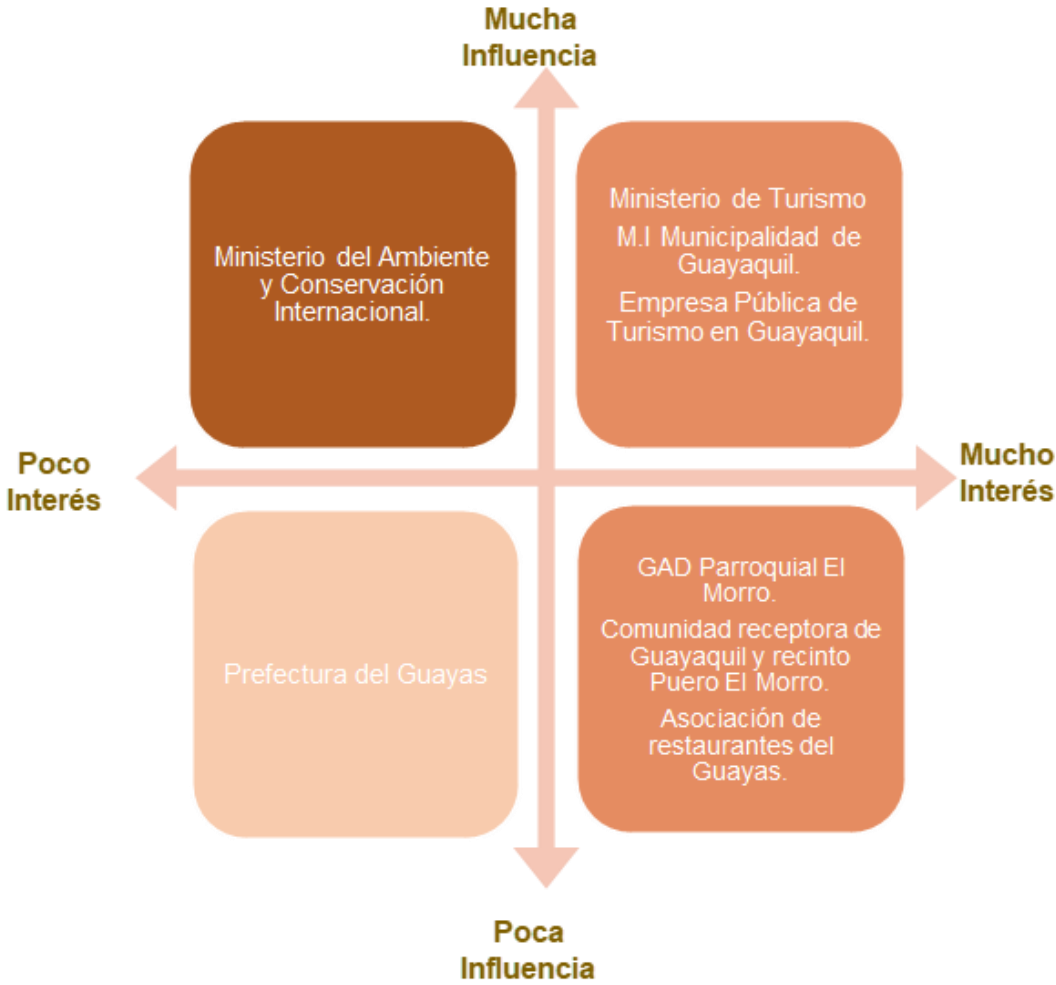 Mucha
Influencia
Ministerio del Ambiente
y Conservación
Internacional.
Ministerio de Turismo
M.I Municipalidad de
Guayaquil.
Empresa Pública de
Turismo en Guayaquil.
Poco
Interés
Mucho
Interés
Prefectura del Guayas
GAD Parroquial El
Morro.
Comunidad receptora de
Guayaquil y recinto
Puero El Morro.
Asociación de
restaurantes del
Guayas.
Poca
Influencia